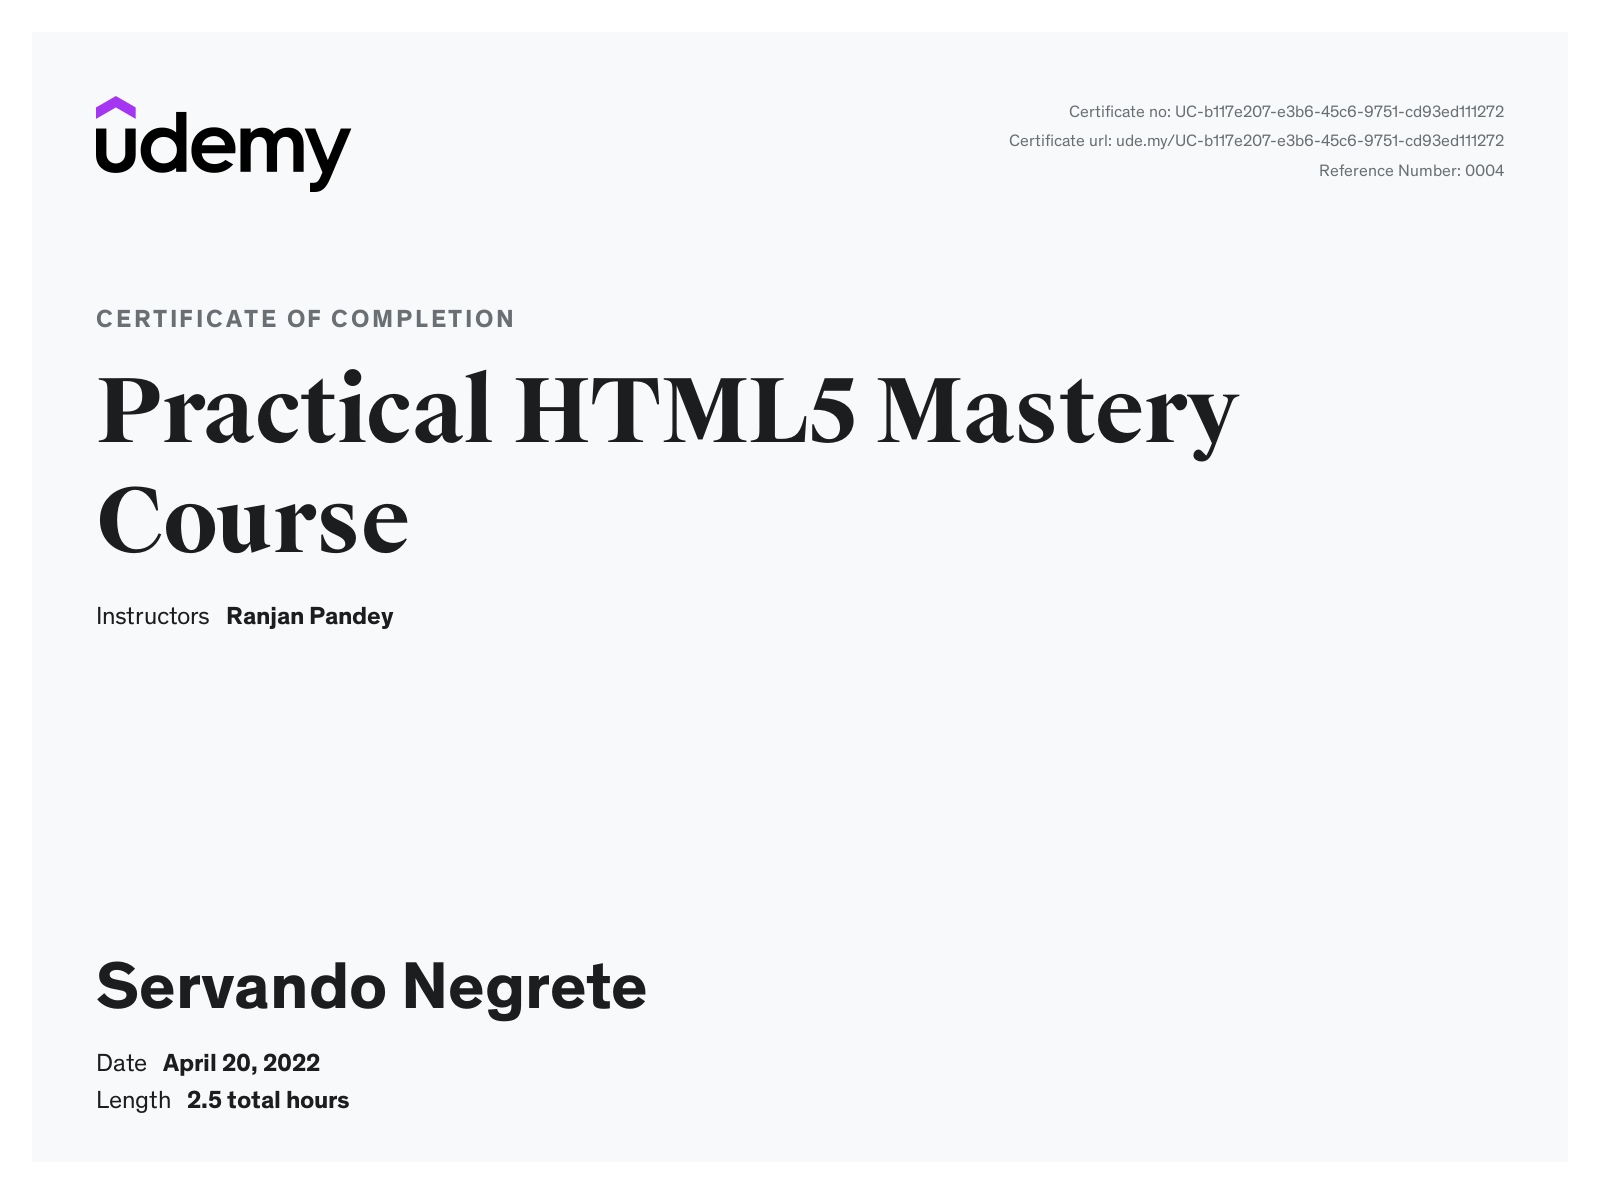 udemy
Certificate no: UC-b117e207-e3b6-45c6-9751-cd93ed111272
Certificate url: ude.my/UC-b117e207-e3b6-45c6-9751-cd93ed111272
Reference Number: 0004
CERTIFICATE OF COMPLETION
Practical HTML5 Mastery
Course
Instructors Ranjan Pandey
Servando Negrete
Date April 20, 2022
Length 2.5 total hours